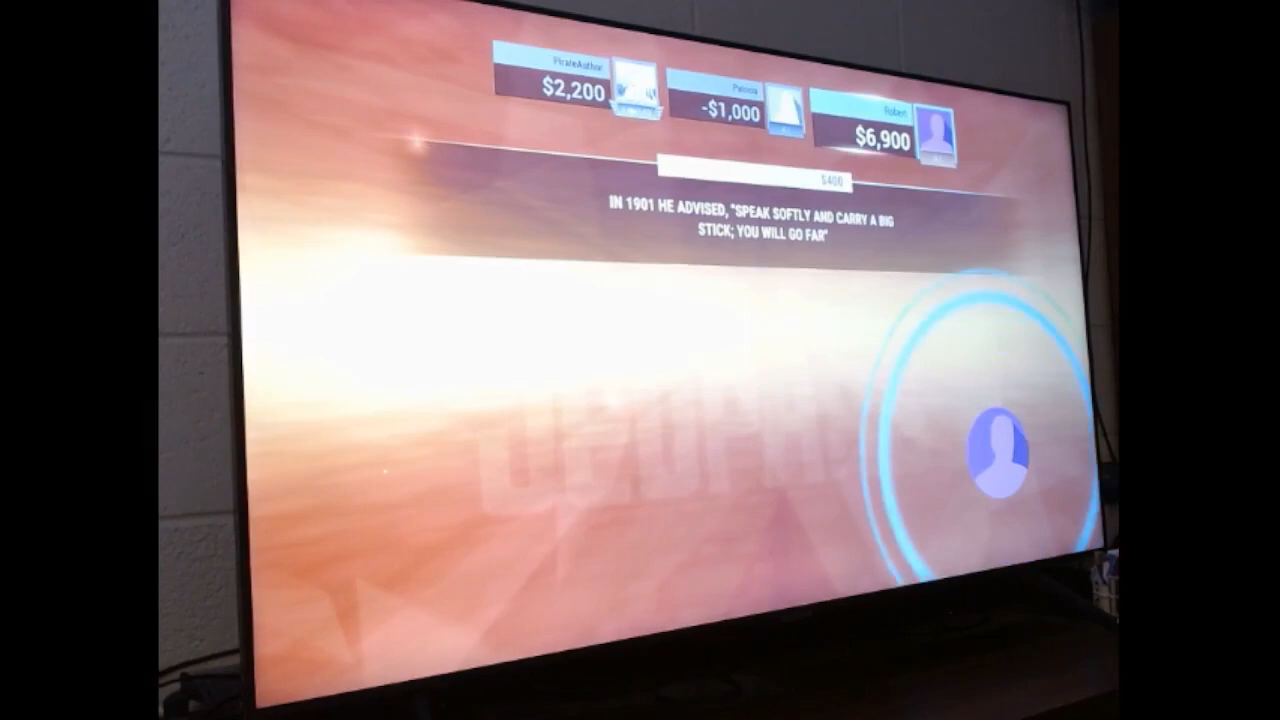 PirateAuthor
$2,200
Patricia
-$1,000
Robert
$6,900
$400
IN 1901 HE ADVISED, "SPEAK SOFTLY AND CARRY A BIG
STICK; YOU WILL GO FAR"